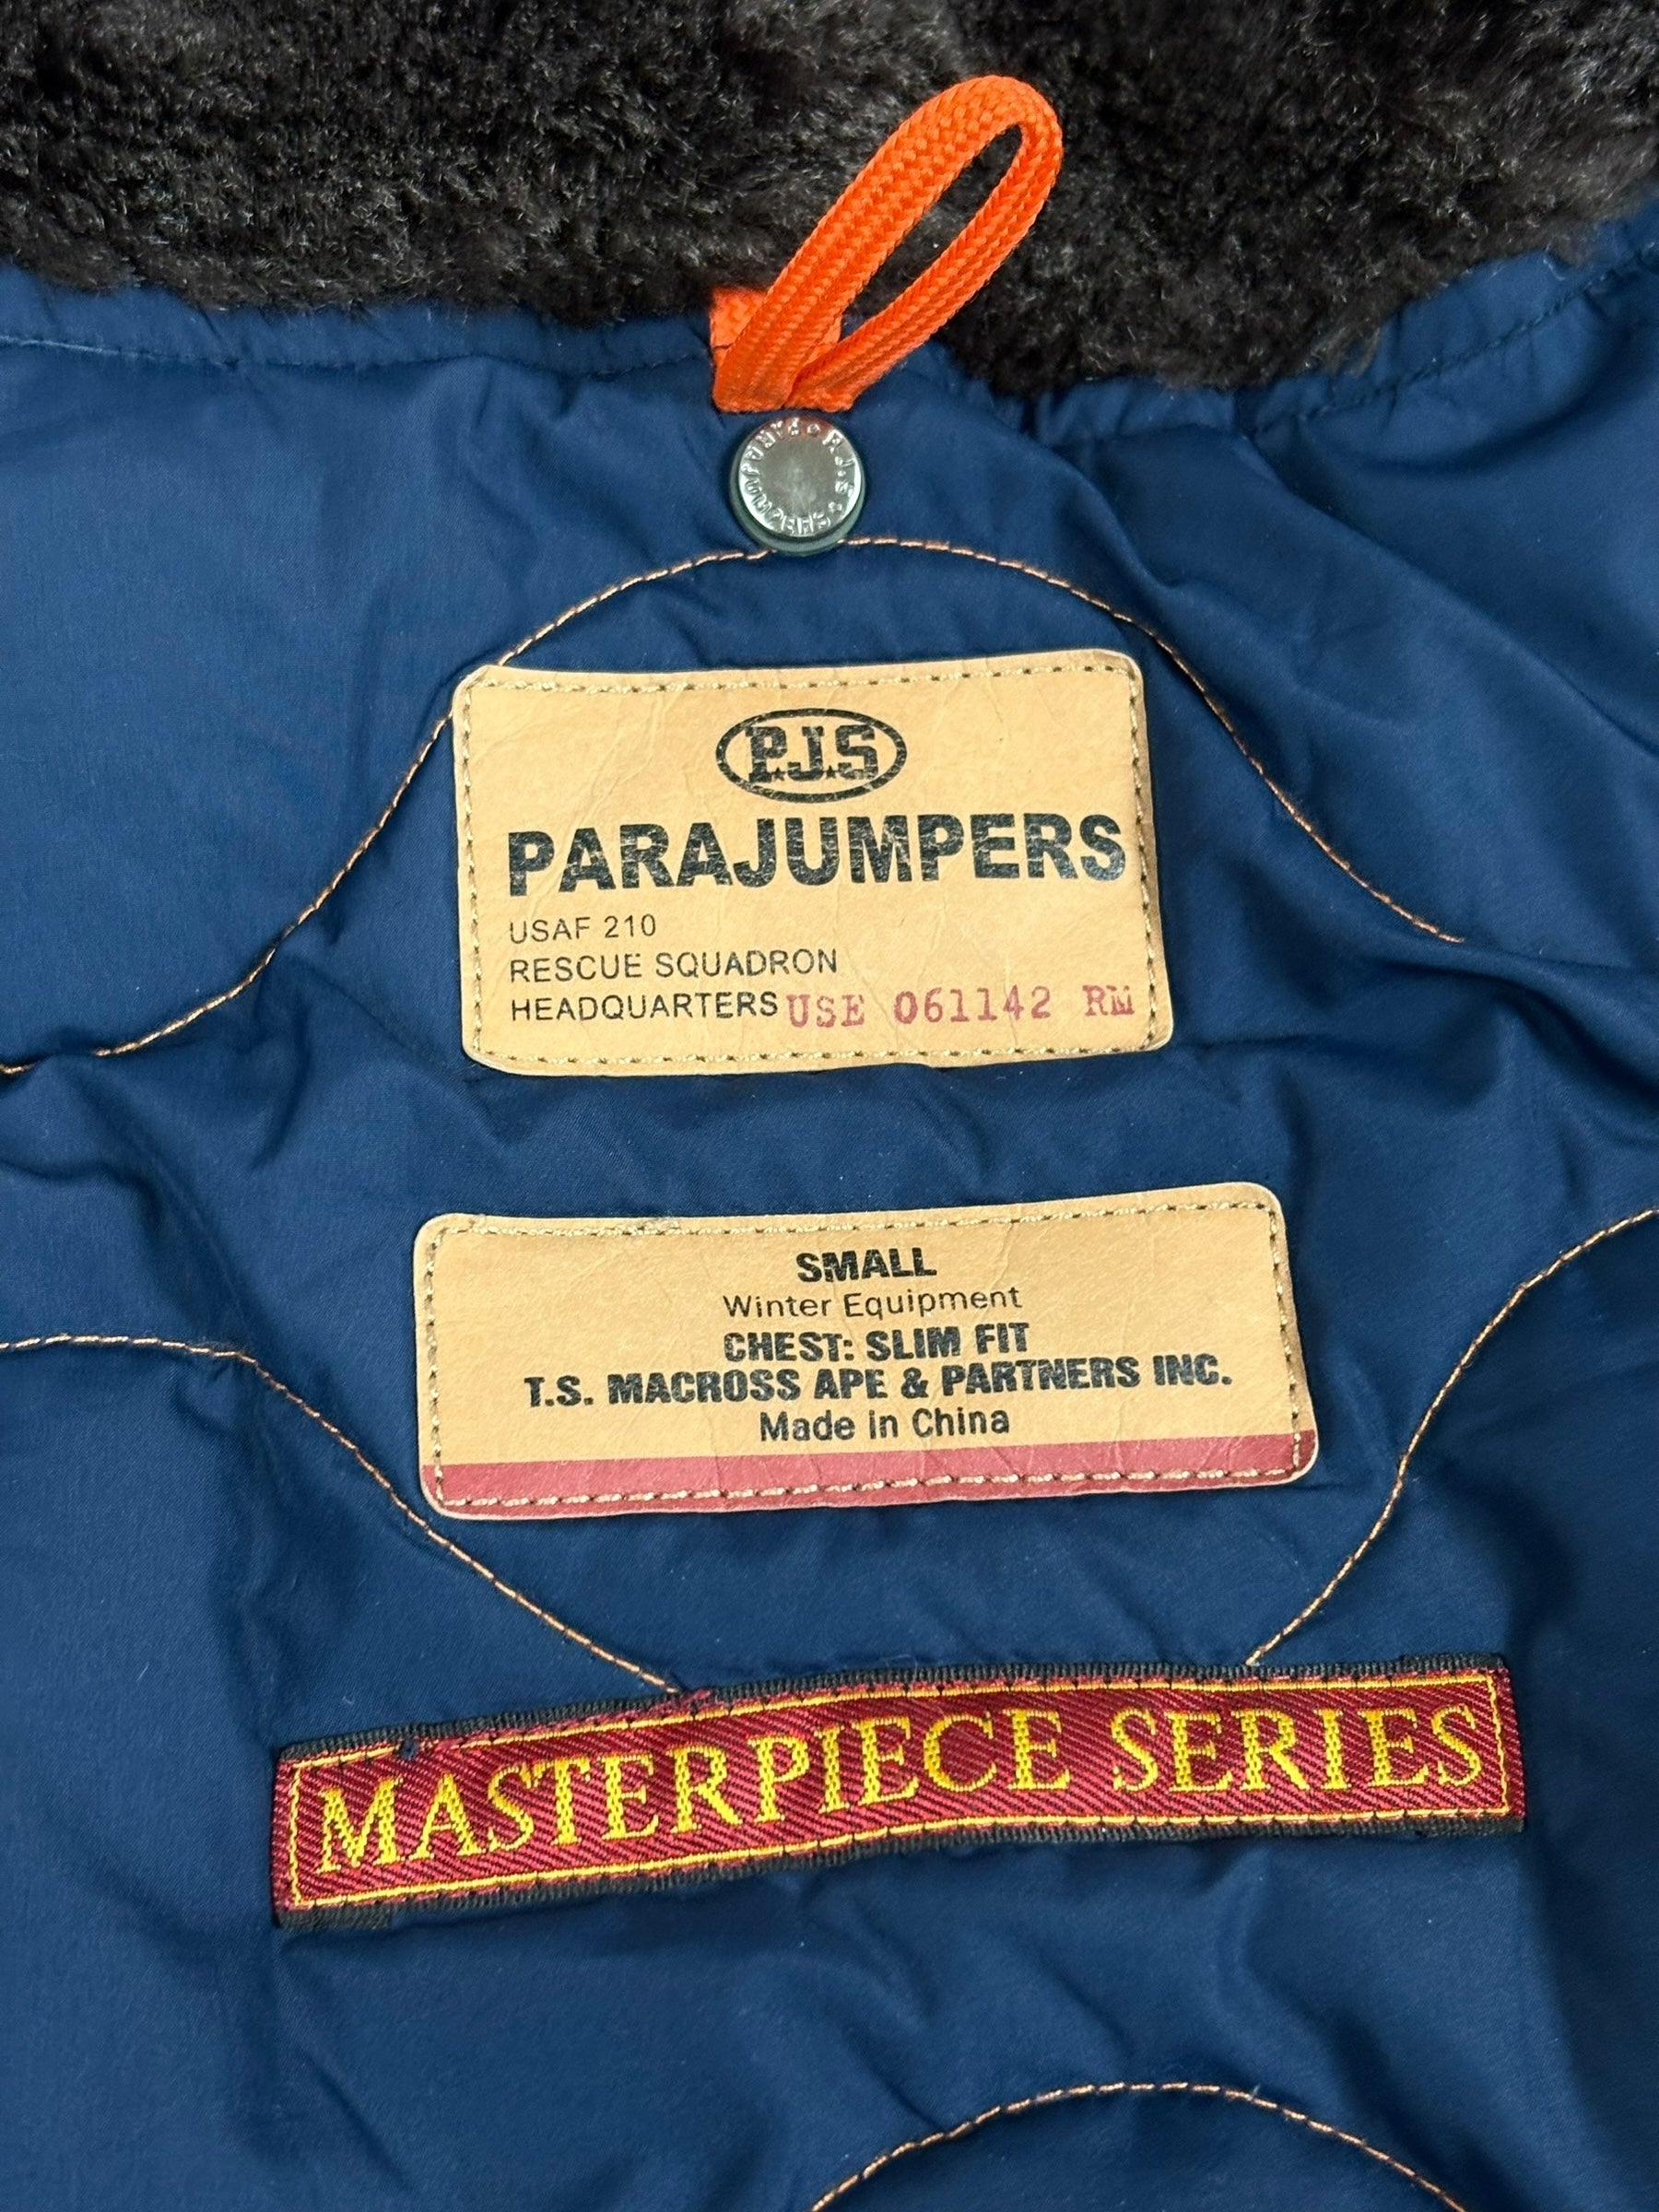 P.J.S. PARAJUMPERS
P.J.S
PARAJUMPERS
USAF 210
RESCUE SQUADRON
HEADQUARTERS USE 061142 RM
SMALL
Winter Equipment
CHEST: SLIM FIT
T.S. MACROSS APE & PARTNERS INC.
Made in China
MASTERPIECE SERIES